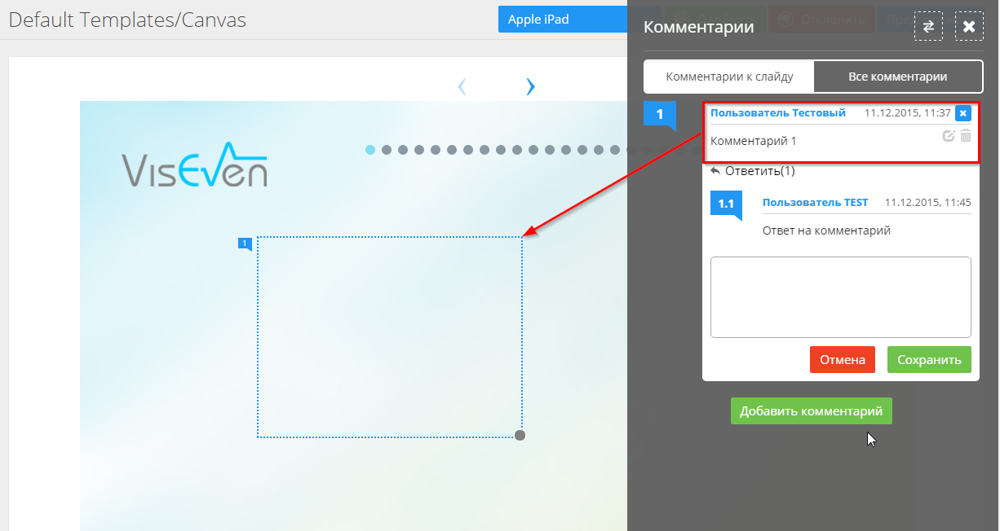 Default Templates/Canvas
Apple iPad
Отклонить
Комментарии
Комментарии к слайду
Все комментарии
1
Пользователь Тестовый 11.12.2015, 11:37
Комментарий 1
Ответить(1)
1.1
Пользователь TEST 11.12.2015, 11:45
Ответ на комментарий
Отмена
Сохранить
Добавить комментарий
VisEven
1